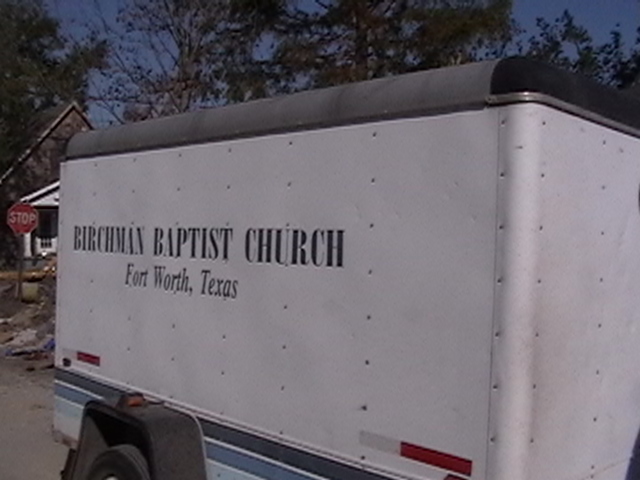 STOP
BIRCHMAN BAPTIST CHURCH
Fort Worth, Texas